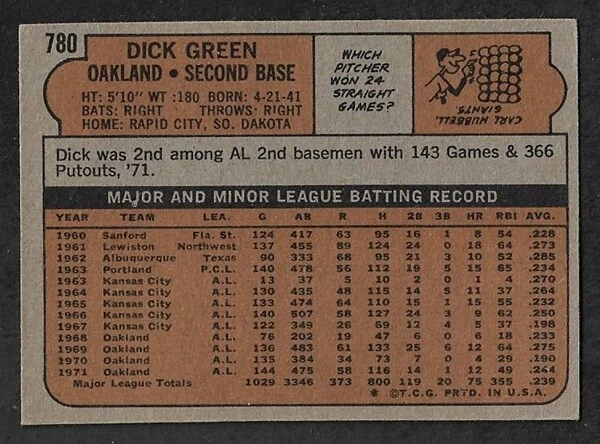 780
DICK GREEN
OAKLAND • SECOND BASE
HT: 5'10" WT: 180 BORN: 4-21-41
BATS: RIGHT THROWS: RIGHT
HOME: RAPID CITY, SO. DAKOTA
WHICH
PITCHER
WON 24
STRAIGHT
GAMES?
CARL HUBBELL,
GIANTS.
Dick was 2nd among AL 2nd basemen with 143 Games & 366
Putouts, '71.
MAJOR AND MINOR LEAGUE BATTING RECORD
YEAR TEAM LEA. G AB R H 2B 3B HR RBI AVG.
1960 Sanford Fla. St. 124 417 63 95 16 1 8 54 .228
1961 Lewiston Northwest 137 455 89 124 24 0 18 64 .273
1962 Albuquerque Texas 90 333 68 95 21 3 10 52 .285
1963 Portland P.C.L. 140 478 56 112 19 5 15 65 .234
1963 Kansas City A.L. 13 37 5 10 2 0 1 4 .270
1964 Kansas City A.L. 130 435 48 115 14 5 11 37 .264
1965 Kansas City A.L. 133 474 64 110 15 1 15 55 .232
1966 Kansas City A.L. 140 507 58 127 24 3 9 62 .250
1967 Kansas City A.L. 122 349 26 69 12 4 5 37 .198
1968 Oakland A.L. 76 202 19 47 6 0 6 18 .233
1969 Oakland A.L. 136 483 61 133 25 6 12 64 .275
1970 Oakland A.L. 135 384 34 73 7 0 4 29 .190
1971 Oakland A.L. 144 475 58 116 14 1 12 49 .244
Major League Totals 1029 3346 373 800 119 20 75 355 .239
* © T.C.G. PRTD. IN U.S.A.